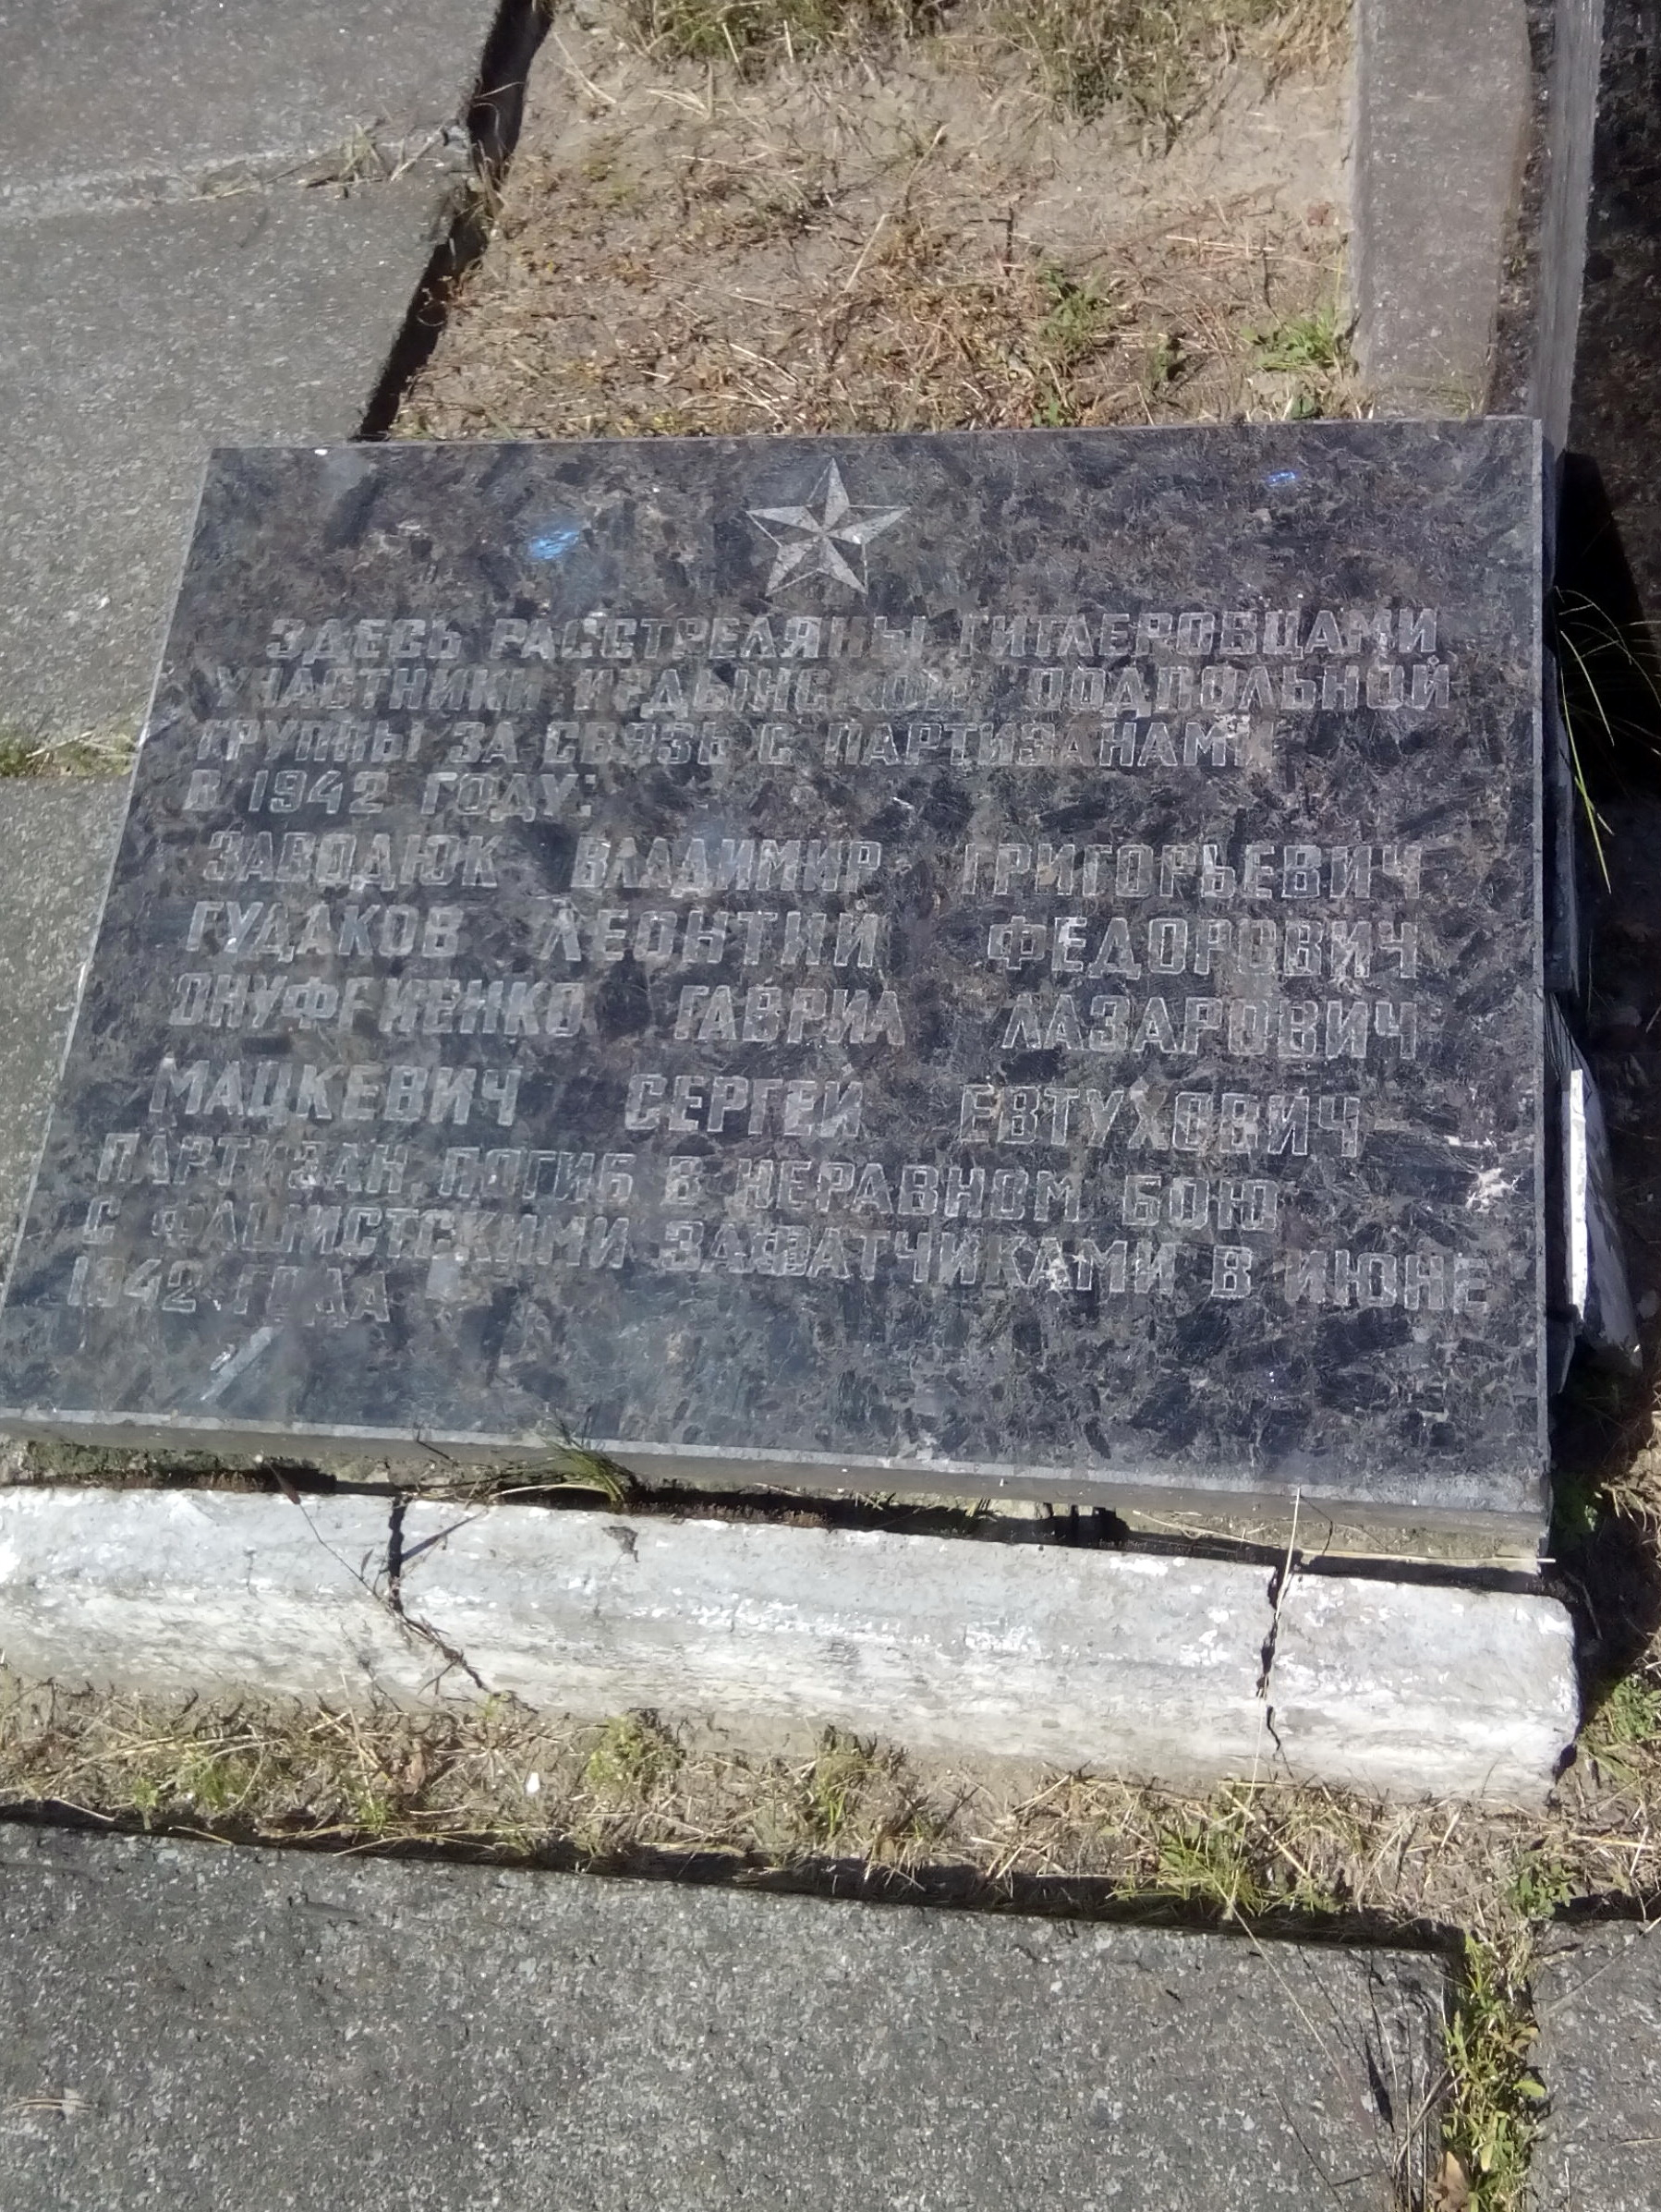 ЗДЕСЬ РАССТРЕЛЯНЫ ГИТЛЕРОВЦАМИ
УЧАСТНИКИ ПОДПОЛЬНОЙ
ГРУППЫ ЗА СВЯЗЬ С ПАРТИЗАНАМИ
В 1942 ГОДУ:
ЗАВОДЮК ВЛАДИМИР ГРИГОРЬЕВИЧ
ГУДАКОВ ЛЕОНТИЙ ФЕДОРОВИЧ
ОНУФРИЕНКО ГАВРИЛ ЛАЗАРОВИЧ
МАЦКЕВИЧ СЕРГЕЙ ЕВТУХОВИЧ —
ПАРТИЗАН ПОГИБ В НЕРАВНОМ БОЮ
С ФАШИСТСКИМИ ЗАХВАТЧИКАМИ В ИЮНЕ
1942 ГОДА